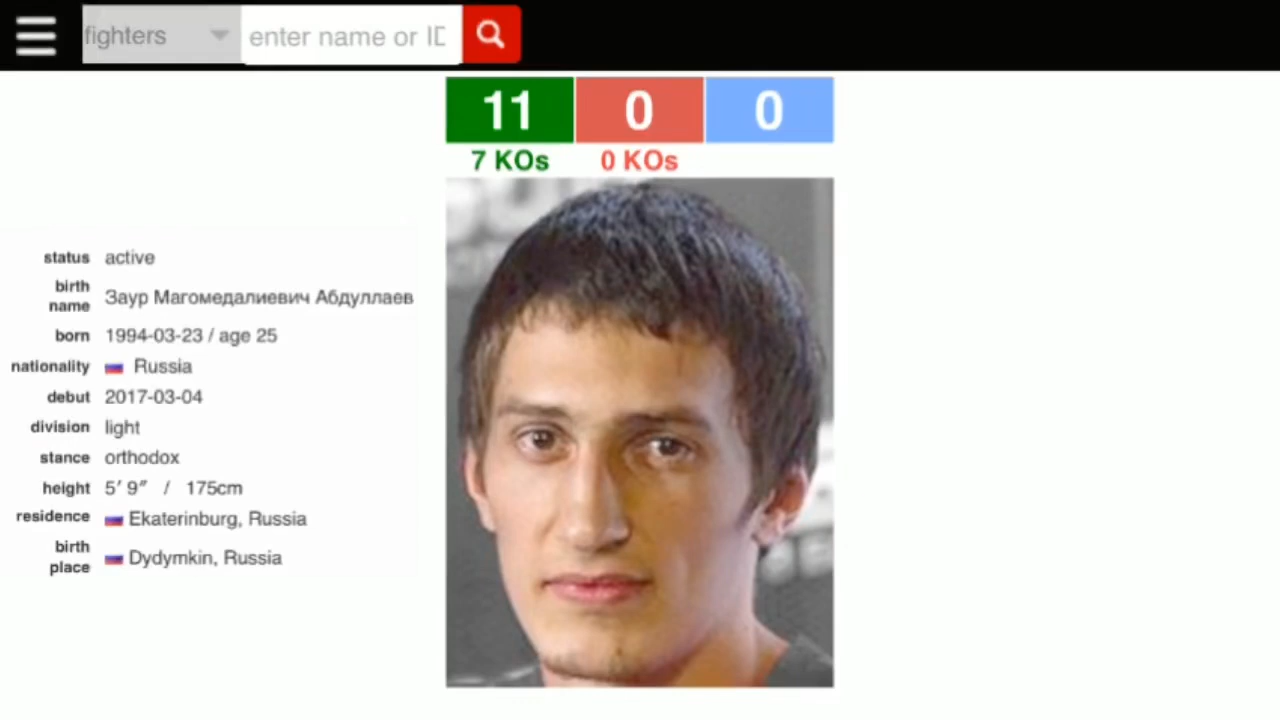 fighters
enter name or ID
11 0 0
7 KOs 0 KOs
status active
birth name Заур Магомедалиевич Абдуллаев
born 1994-03-23 / age 25
nationality Russia
debut 2017-03-04
division light
stance orthodox
height 5′ 9″ / 175cm
residence Ekaterinburg, Russia
birth place Dydymkin, Russia